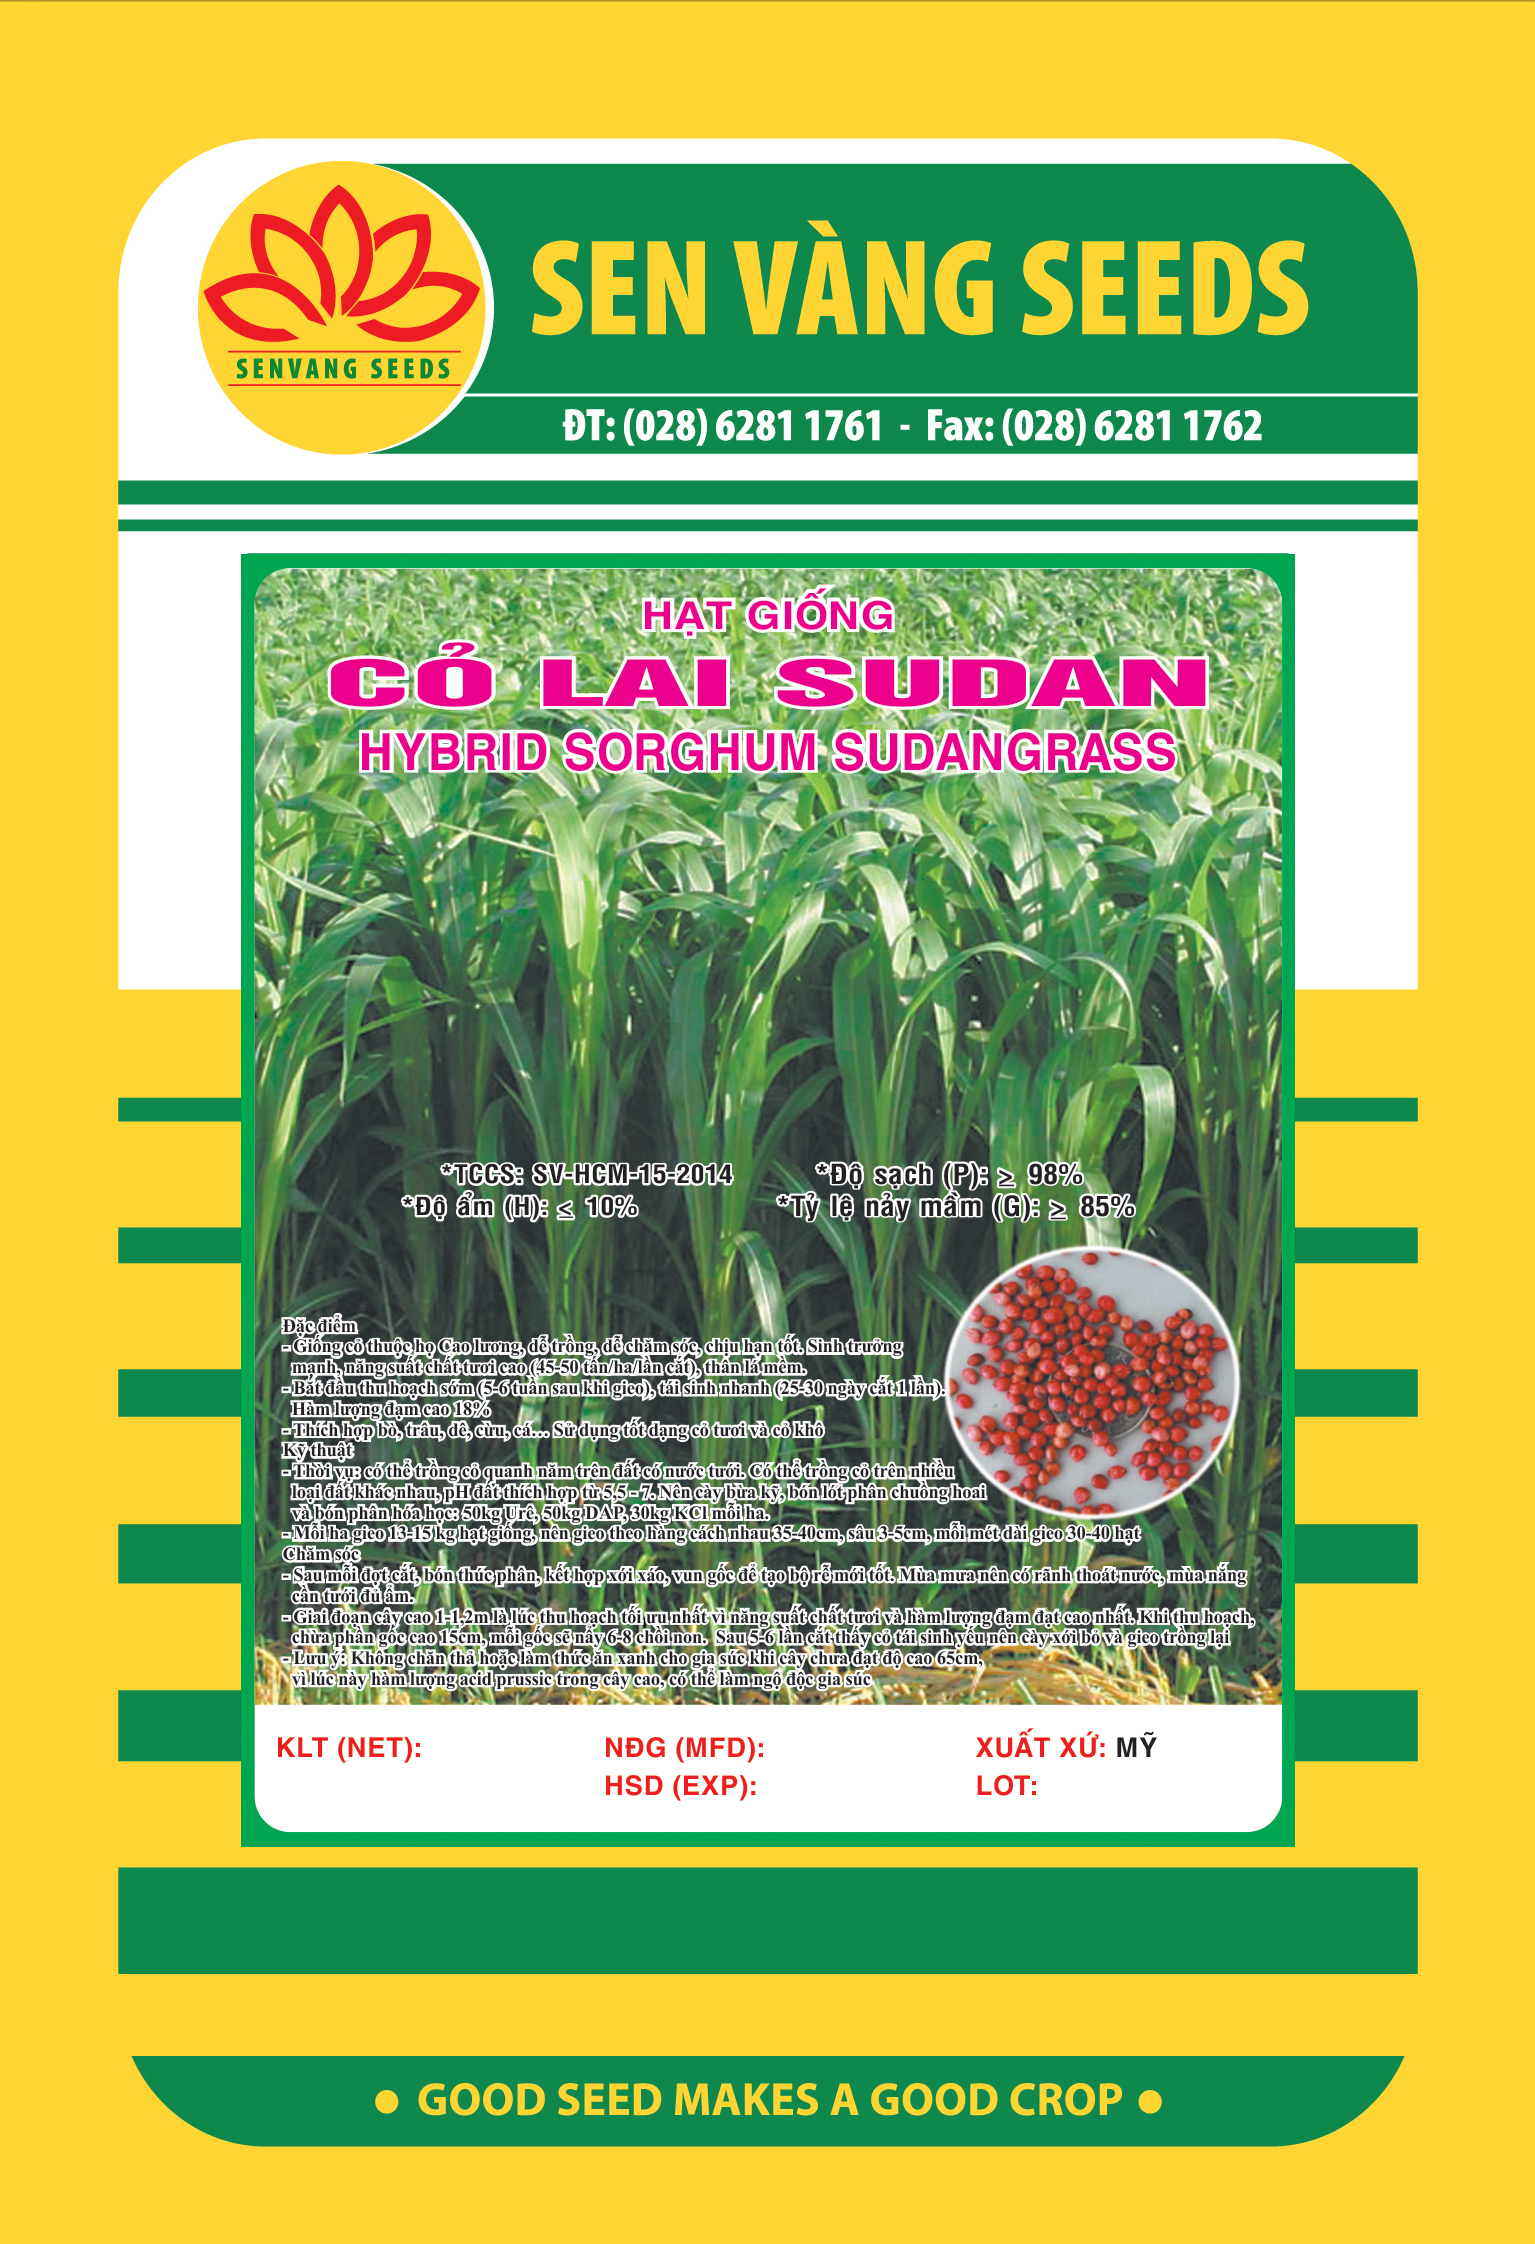 SENVANG SEEDS
SEN VÀNG SEEDS
ĐT: (028) 6281 1761 - Fax: (028) 6281 1762
HẠT GIỐNG
CỎ LAI SUDAN
HYBRID SORGHUM SUDANGRASS
*TCCS: SV-HCM-15-2014 *Độ sạch (P): ≥ 98%
*Độ ẩm (H): ≤ 10% *Tỷ lệ nảy mầm (G): ≥ 85%
Đặc điểm
- Giống cỏ thuộc họ Cao lương, dễ trồng, dễ chăm sóc, chịu hạn tốt. Sinh trưởng
mạnh, năng suất chất tươi cao (45-50 tấn/ha/lần cắt), thân lá mềm.
- Bắt đầu thu hoạch sớm (5-6 tuần sau khi gieo), tái sinh nhanh (25-30 ngày cắt 1 lần).
Hàm lượng đạm cao 18%
- Thích hợp bò, trâu, dê, cừu, cá... Sử dụng tốt dạng cỏ tươi và cỏ khô
Kỹ thuật
- Thời vụ: có thể trồng cỏ quanh năm trên đất có nước tưới. Có thể trồng cỏ trên nhiều
loại đất khác nhau, pH đất thích hợp từ 5,5 - 7. Nên cày bừa kỹ, bón lót phân chuồng hoai
và bón phân hóa học: 50kg Urê, 50kg DAP, 30kg KCl mỗi ha.
- Mỗi ha gieo 13-15 kg hạt giống, nên gieo theo hàng cách nhau 35-40cm, sâu 3-5cm, mỗi mét dài gieo 30-40 hạt
Chăm sóc
- Sau mỗi đợt cắt, bón thúc phân, kết hợp xới xáo, vun gốc để tạo bộ rễ mới tốt. Mùa mưa nên có rãnh thoát nước, mùa nắng
cần tưới đủ ẩm.
- Giai đoạn cây cao 1-1,2m là lúc thu hoạch tối ưu nhất vì năng suất chất tươi và hàm lượng đạm đạt cao nhất. Khi thu hoạch,
chừa phần gốc cao 15cm, mỗi gốc sẽ nẩy 6-8 chồi non. Sau 5-6 lần cắt thấy cỏ tái sinh yếu nên cày xới bỏ và gieo trồng lại
- Lưu ý: Không chăn thả hoặc làm thức ăn xanh cho gia súc khi cây chưa đạt độ cao 65cm,
vì lúc này hàm lượng acid prussic trong cây cao, có thể làm ngộ độc gia súc
KLT (NET): NĐG (MFD): XUẤT XỨ: MỸ
HSD (EXP): LOT:
• GOOD SEED MAKES A GOOD CROP •